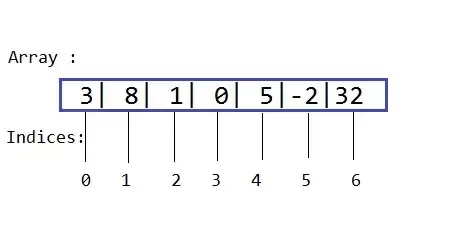 Array :
3| 8| 1| 0| 5|-2|32
Indices:
0 1 2 3 4 5 6